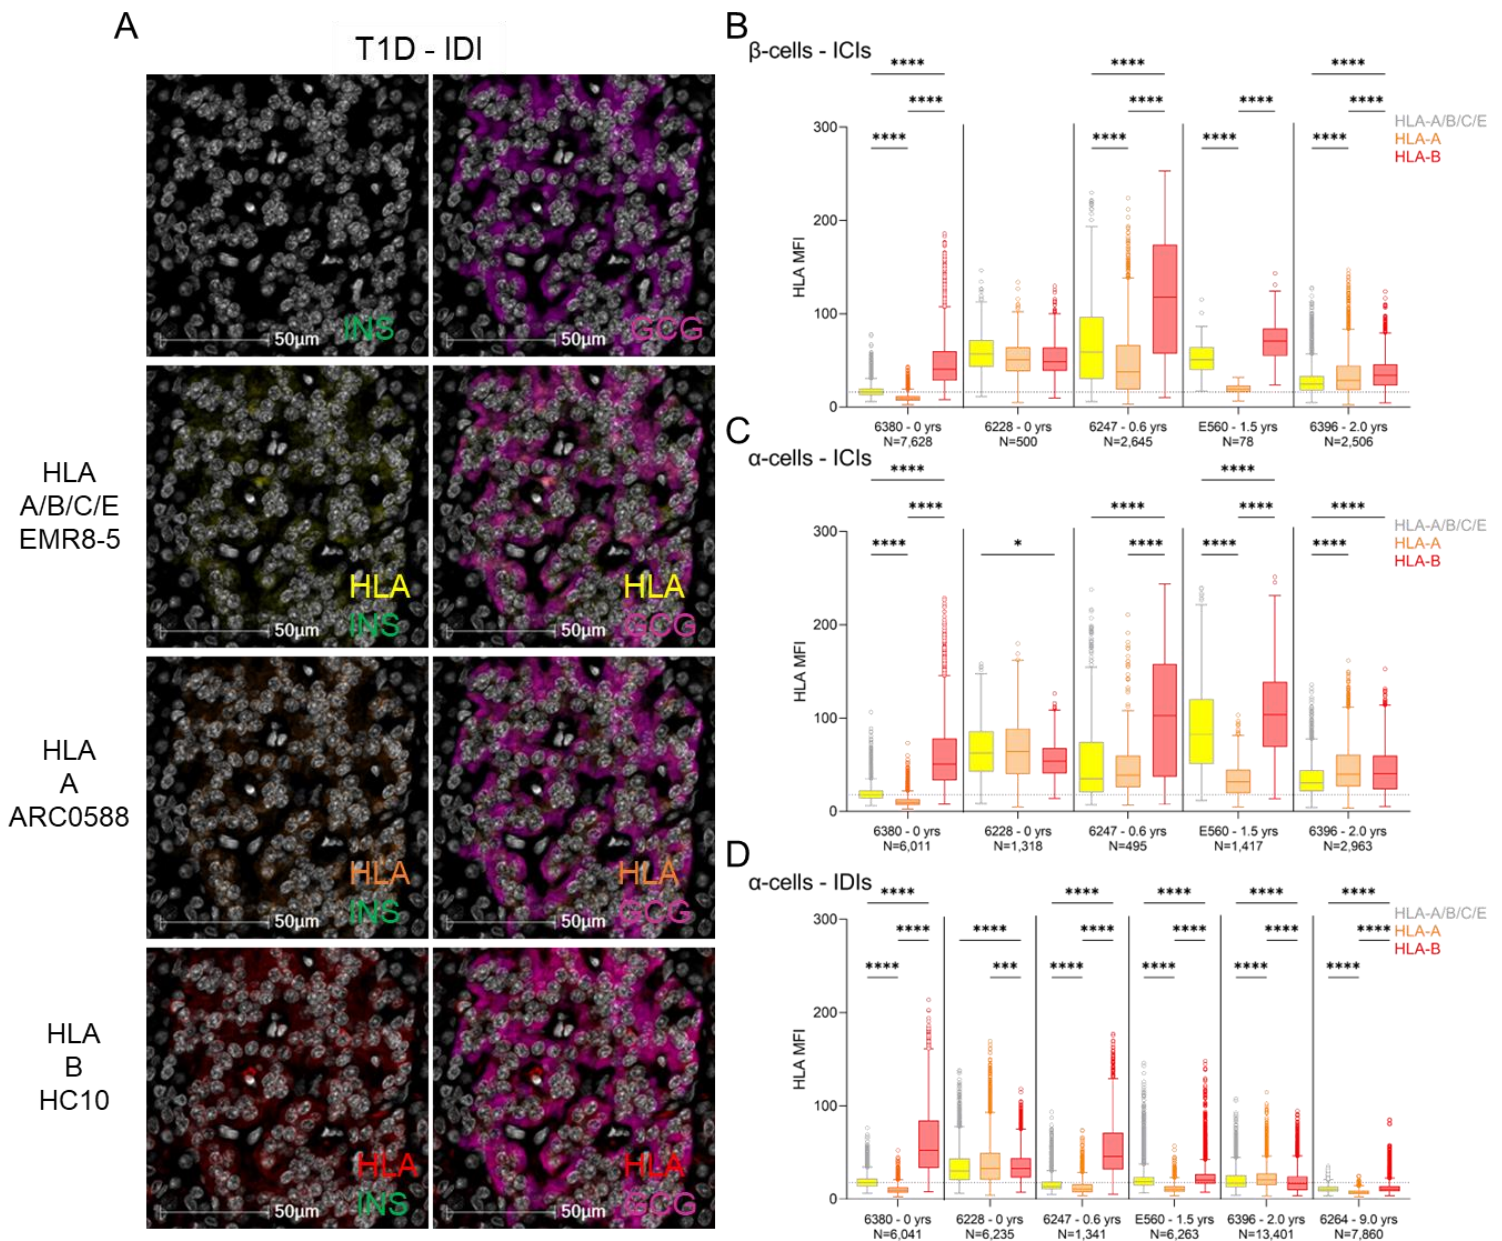 A
T1D - IDI
INS
50µm
GCG
50µm
HLA
A/B/C/E
EMR8-5
HLA
INS
50µm
HLA
GCG
50µm
HLA
A
ARC0588
HLA
INS
50µm
HLA
GCG
50µm
HLA
B
HC10
HLA
INS
50µm
HLA
GCG
50µm
B
β-cells - ICIs
**** **** ****
**** **** **** ****
**** **** **** ****
HLA-A/B/C/E
HLA-A
HLA-B
HLA MFI
300
200
100
0
6380 - 0 yrs 6228 - 0 yrs 6247 - 0.6 yrs E560 - 1.5 yrs 6396 - 2.0 yrs
N=7,628 N=500 N=2,645 N=78 N=2,506
C
α-cells - ICIs
**** ****
**** **** **** ****
**** * **** **** ****
HLA-A/B/C/E
HLA-A
HLA-B
HLA MFI
300
200
100
0
6380 - 0 yrs 6228 - 0 yrs 6247 - 0.6 yrs E560 - 1.5 yrs 6396 - 2.0 yrs
N=6,011 N=1,318 N=495 N=1,417 N=2,963
D
α-cells - IDIs
**** **** **** **** ****
**** **** **** **** **** ****
**** *** **** **** **** ****
HLA-A/B/C/E
HLA-A
HLA-B
HLA MFI
300
200
100
0
6380 - 0 yrs 6228 - 0 yrs 6247 - 0.6 yrs E560 - 1.5 yrs 6396 - 2.0 yrs 6264 - 9.0 yrs
N=6,041 N=6,235 N=1,341 N=6,263 N=13,401 N=7,860